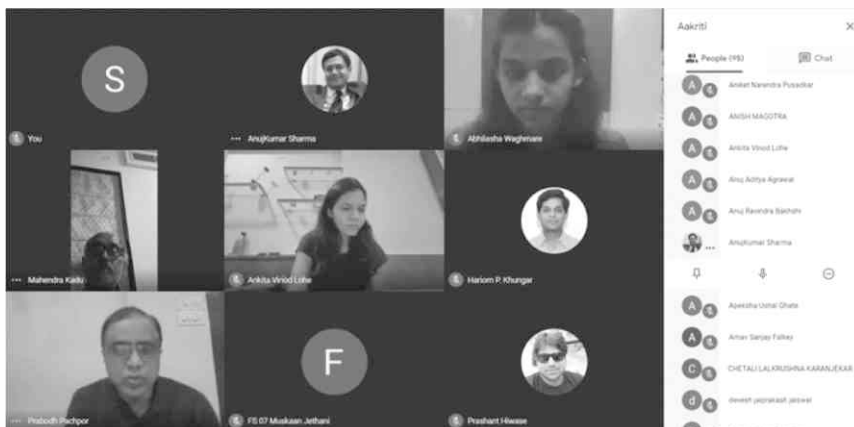 S
You
AnujKumar Sharma
Abhilasha Waghmare
Mahendra Kadu
Ankita Vinod Lohe
Hariom P. Khungar
Prabodh Pachpor
F
FS 07 Muskaan Jethani
Prashant Hiwase
Aakriti
People (95)
Chat
A Aniket Narendra Pusadkar
A ANISH MAGOTRA
A Ankita Vinod Lohe
A Anuj Aditya Agrawal
A Anuj Ravindra Bakhshi
AnujKumar Sharma
A Apeksha Ushal Ghate
A Arnav Sanjay Falkey
C CHETALI LALKRUSHNA KARANJEKAR
d dewesh jaiprakash jaiswal